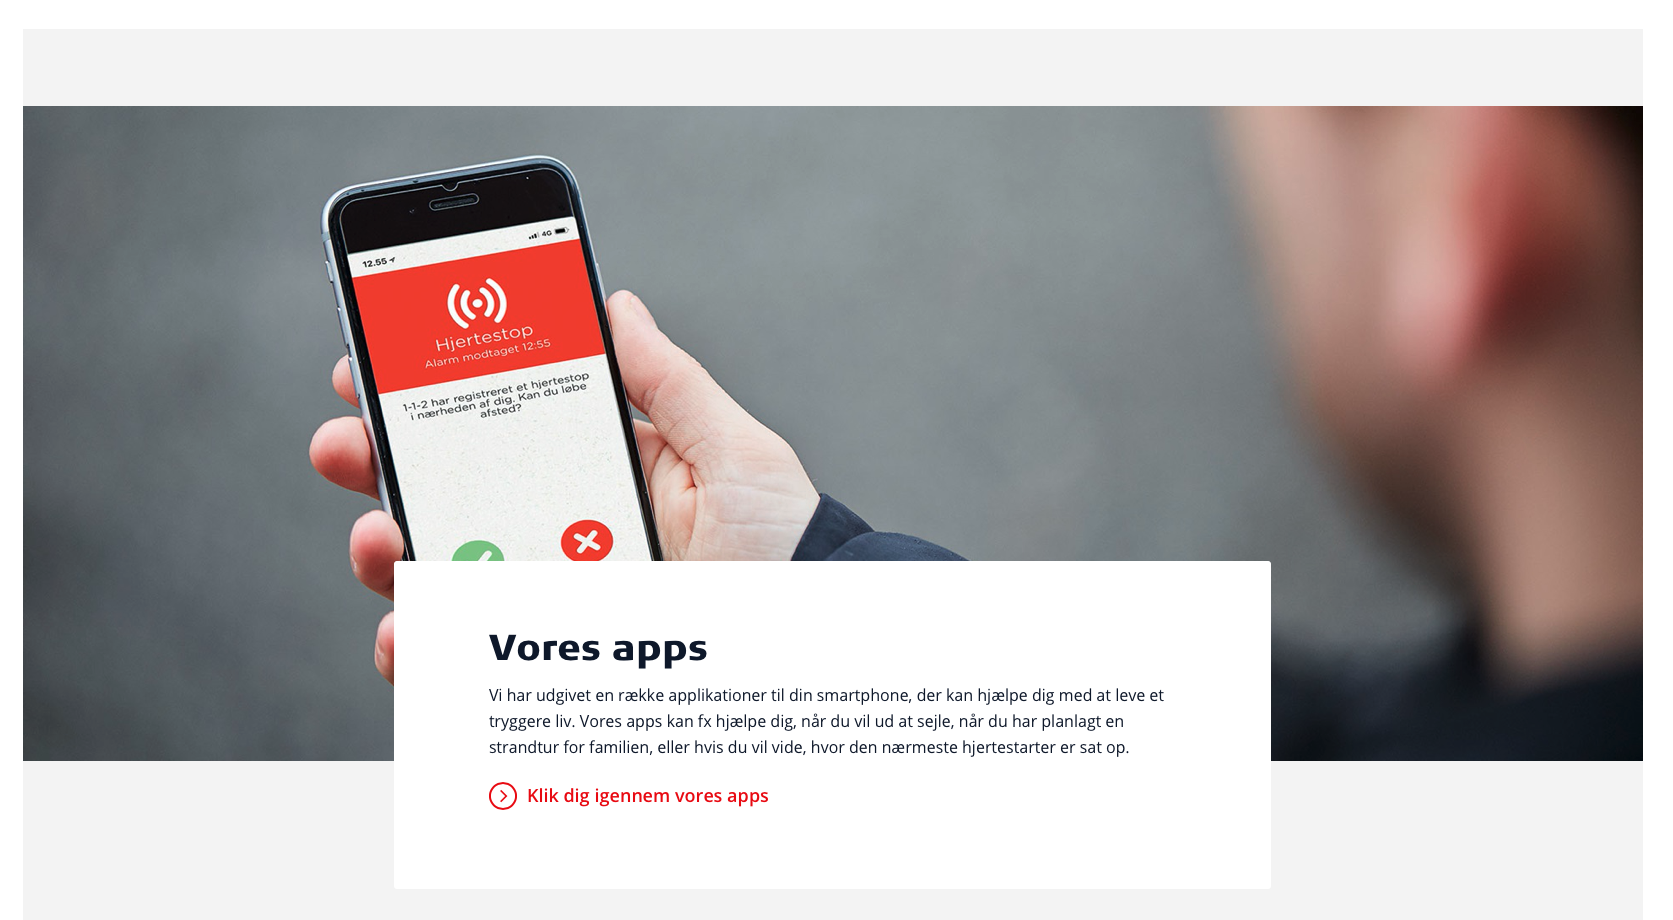 4G
12.55
Hjertestop
Alarm modtaget 12:55
1-1-2 har registreret et hjertestop
i nærheden af dig. Kan du løbe
afsted?
Vores apps
Vi har udgivet en række applikationer til din smartphone, der kan hjælpe dig med at leve et
tryggere liv. Vores apps kan fx hjælpe dig, når du vil ud at sejle, når du har planlagt en
strandtur for familien, eller hvis du vil vide, hvor den nærmeste hjertestarter er sat op.
Klik dig igennem vores apps